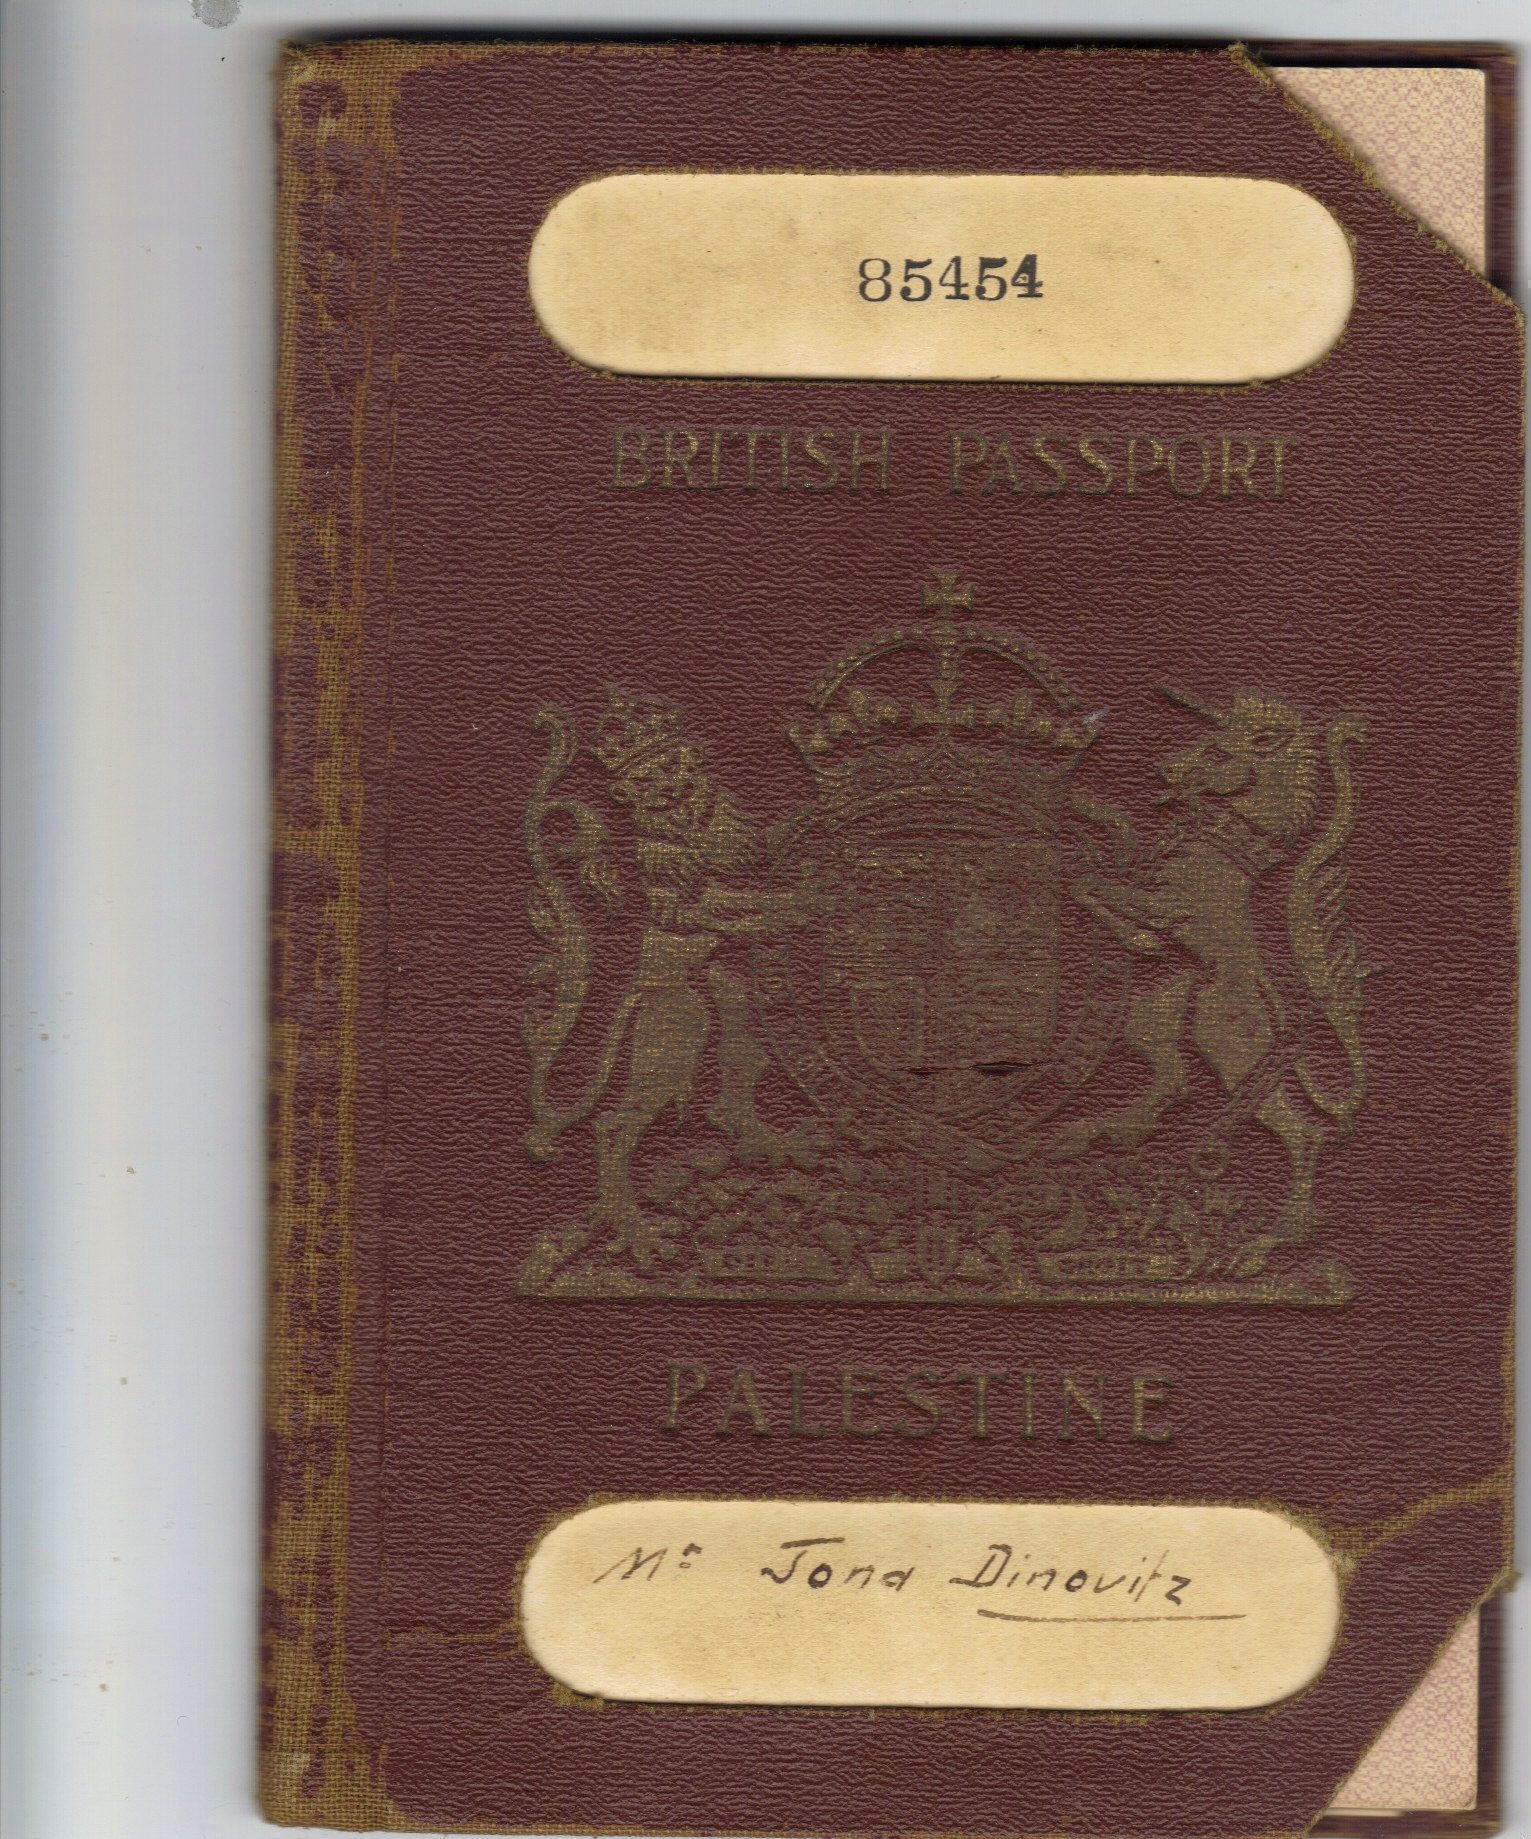 85454
BRITISH PASSPORT
PALESTINE
Mr Jona Dinovitz